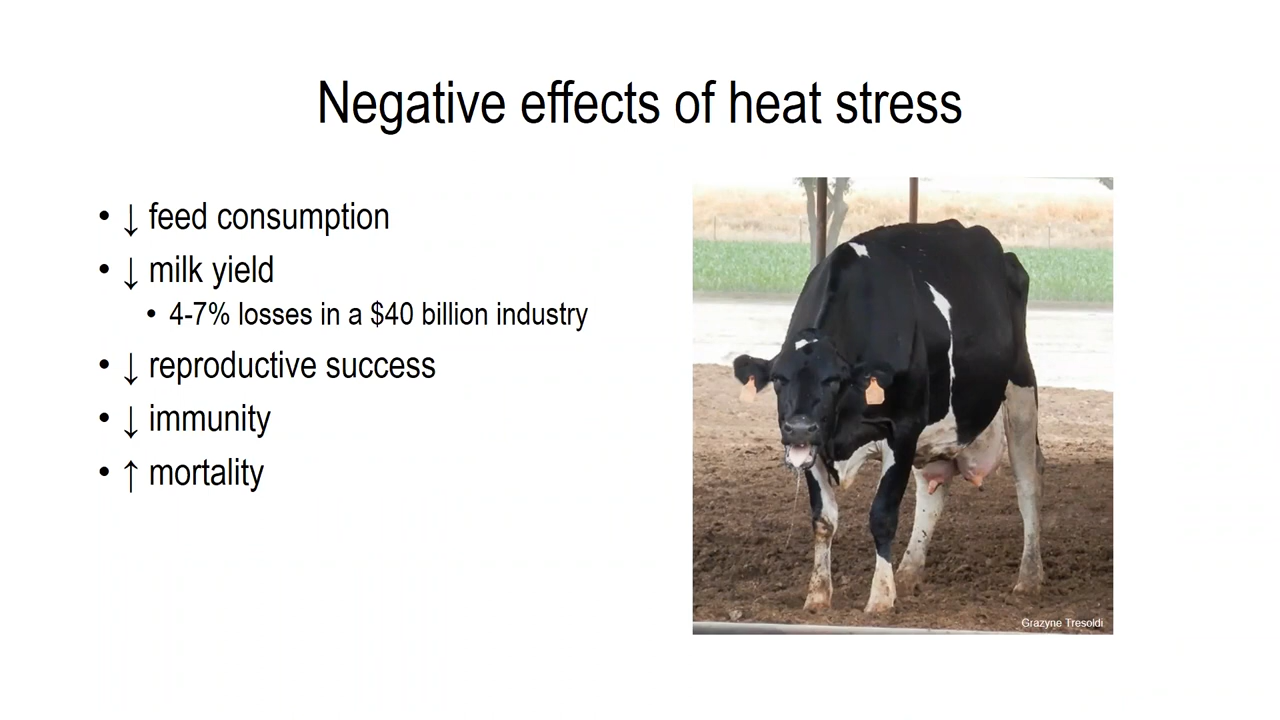 Negative effects of heat stress
• ↓ feed consumption
• ↓ milk yield
• 4-7% losses in a $40 billion industry
• ↓ reproductive success
• ↓ immunity
• ↑ mortality
Grazyne Tresoldi